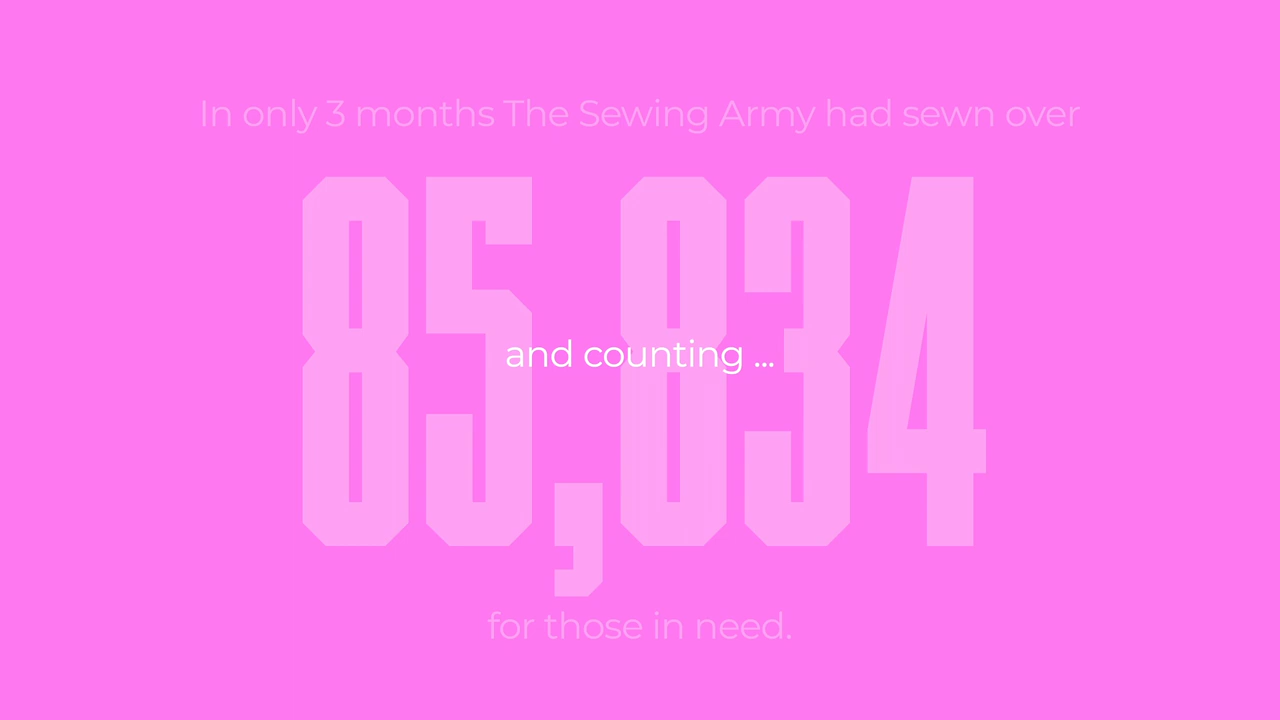 In only 3 months The Sewing Army had sewn over
85,834
and counting ...
for those in need.